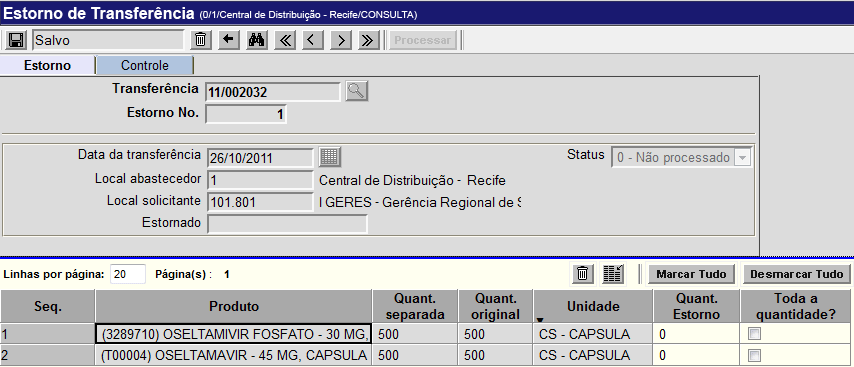 Estorno de Transferência (0/1/Central de Distribuição - Recife/CONSULTA)
Salvo Processar
Estorno Controle
Transferência 11/002032
Estorno No. 1
Data da transferência 26/10/2011 Status 0 - Não processado
Local abastecedor 1 Central de Distribuição - Recife
Local solicitante 101.801 I GERES - Gerência Regional de S
Estornado
Linhas por página: 20 Página(s) : 1 Marcar Tudo Desmarcar Tudo
Seq. Produto Quant. separada Quant. original Unidade Quant. Estorno Toda a quantidade?
1 (3289710) OSELTAMIVIR FOSFATO - 30 MG, 500 500 CS - CAPSULA 0
2 (T00004) OSELTAMAVIR - 45 MG, CAPSULA 500 500 CS - CAPSULA 0